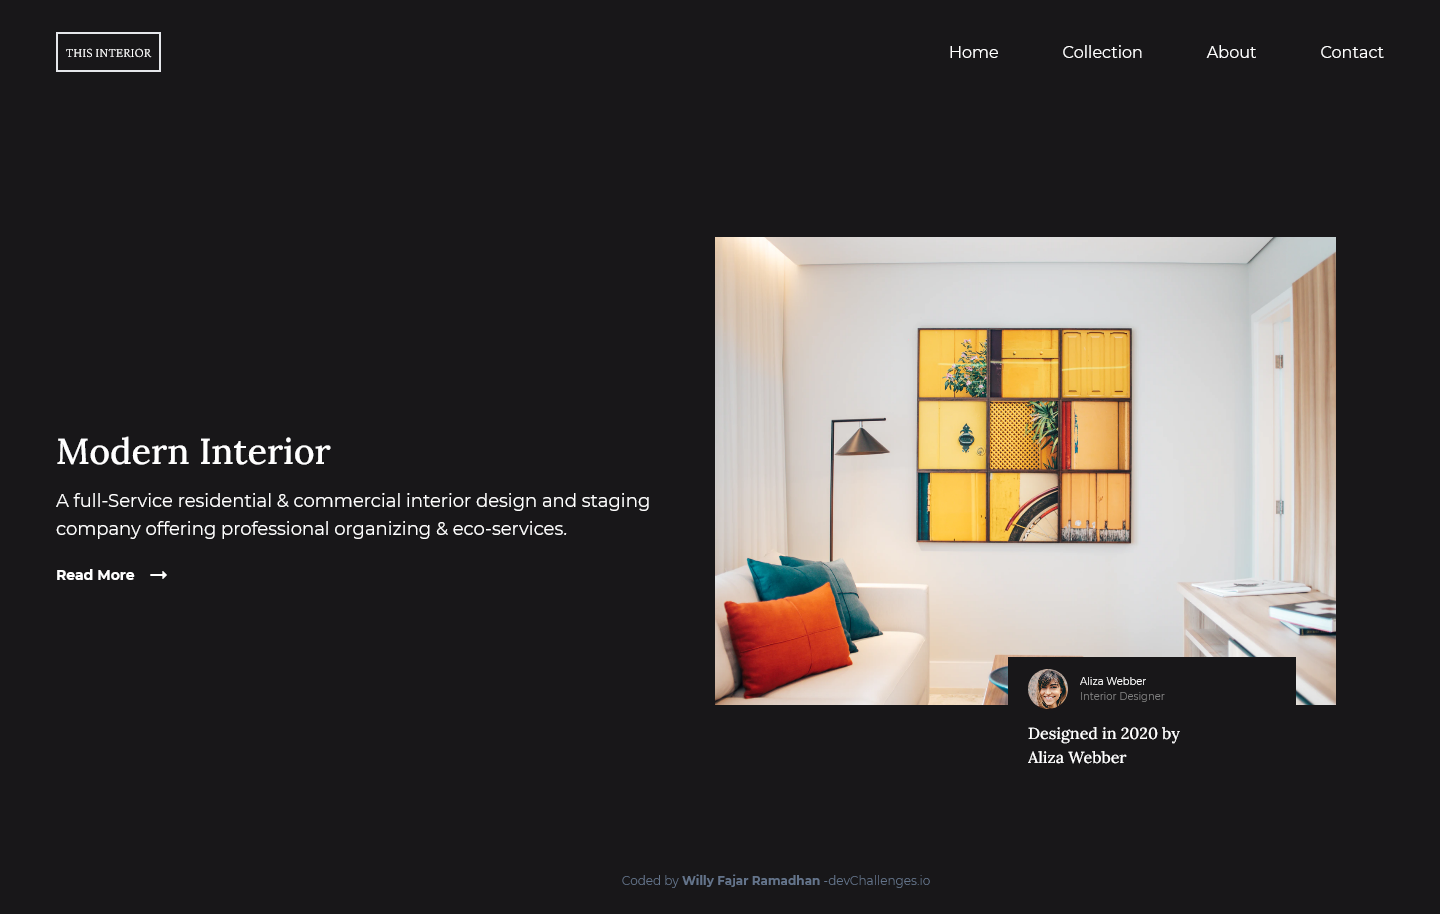 THIS INTERIOR
Home
Collection
About
Contact
Modern Interior
A full-Service residential & commercial interior design and staging
company offering professional organizing & eco-services.
Read More
Aliza Webber
Interior Designer
Designed in 2020 by
Aliza Webber
Coded by Willy Fajar Ramadhan -devChallenges.io